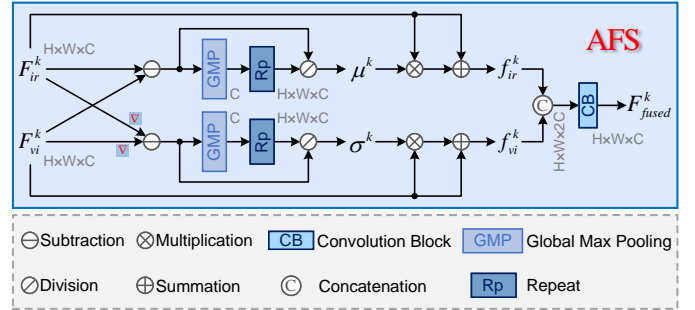 AFS
H×W×C
F_ir^k
GMP
C
Rp
H×W×C
μ^k
f_ir^k
∇
∇
F_vi^k
H×W×C
GMP
C
Rp
H×W×C
σ^k
f_vi^k
C
H×W×2C
CB
F_fused^k
H×W×C
Subtraction
Multiplication
CB Convolution Block
GMP Global Max Pooling
Division
Summation
C Concatenation
Rp Repeat